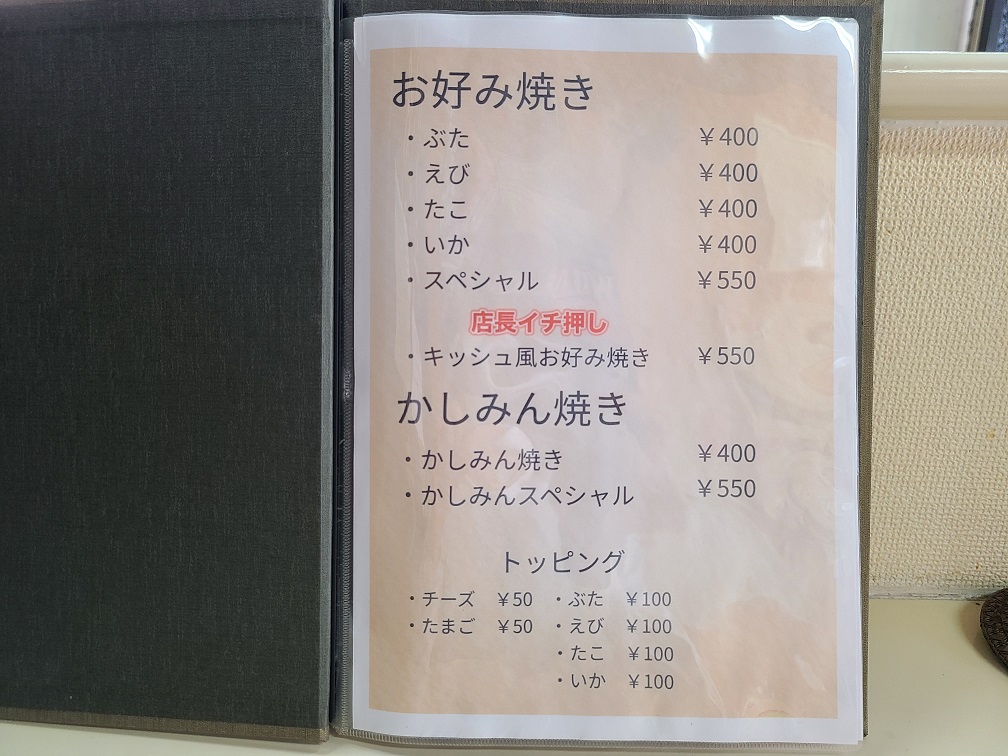 お好み焼き
・ぶた ￥400
・えび ￥400
・たこ ￥400
・いか ￥400
・スペシャル ￥550
店長イチ押し
・キッシュ風お好み焼き ￥550
かしみん焼き
・かしみん焼き ￥400
・かしみんスペシャル ￥550
トッピング
・チーズ ￥50 ・ぶた ￥100
・たまご ￥50 ・えび ￥100
・たこ ￥100
・いか ￥100